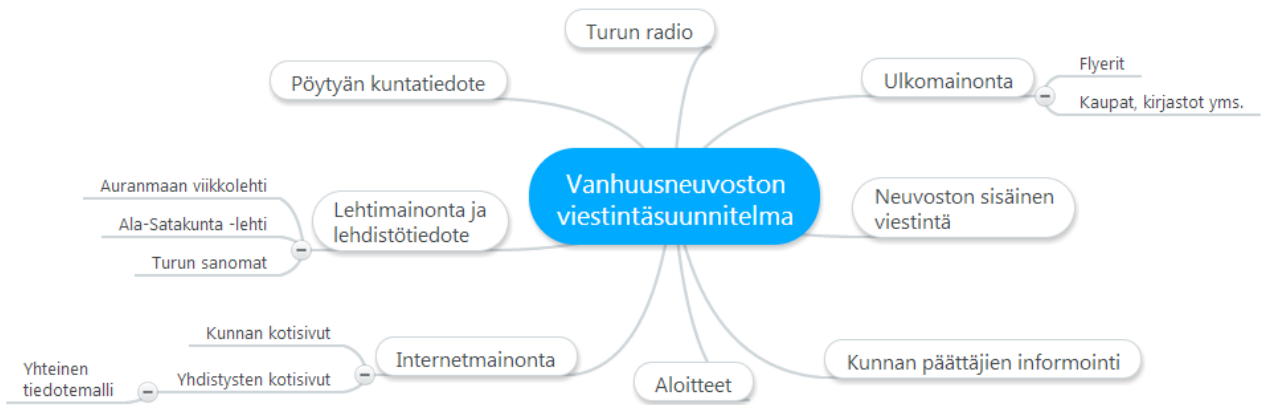 Turun radio
Pöytyän kuntatiedote
Ulkomainonta
Flyerit
Kaupat, kirjastot yms.
Vanhuusneuvoston
viestintäsuunnitelma
Auranmaan viikkolehti
Ala-Satakunta -lehti
Turun sanomat
Lehtimainonta ja
lehdistötiedote
Neuvoston sisäinen
viestintä
Kunnan kotisivut
Yhdistysten kotisivut
Yhteinen
tiedotemalli
Internetmainonta
Aloitteet
Kunnan päättäjien informointi